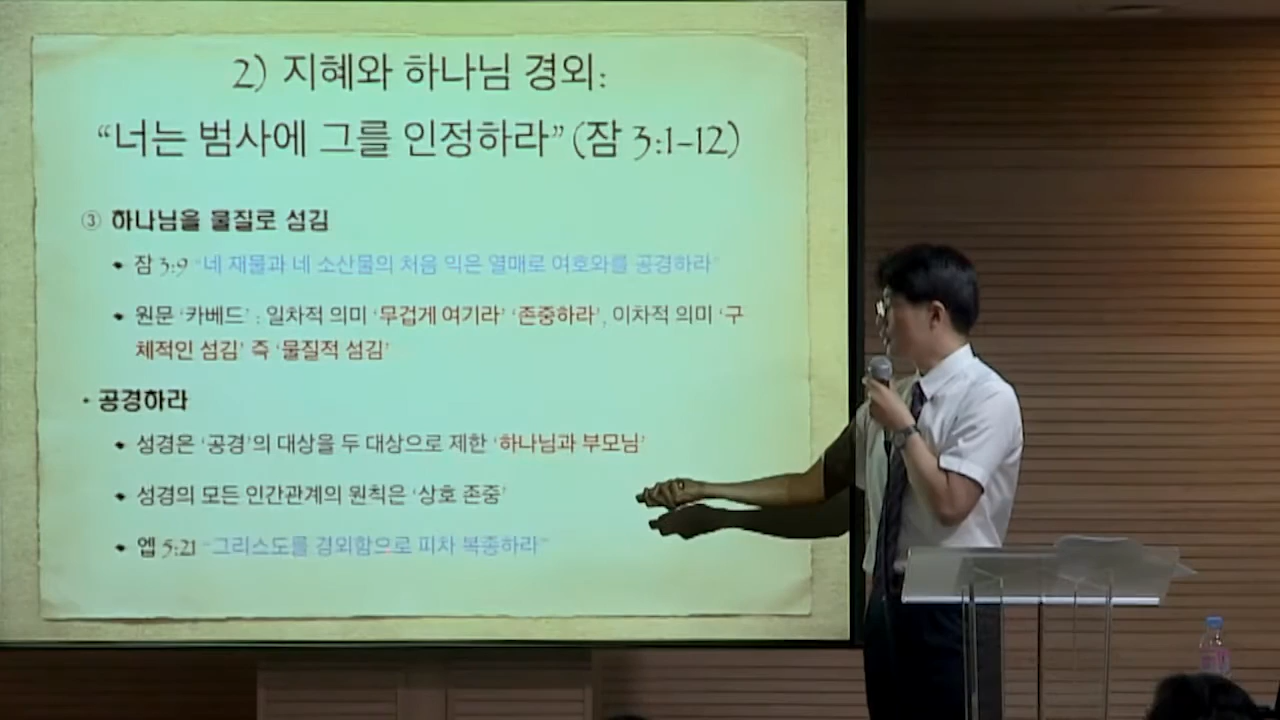 2) 지혜와 하나님 경외:
“너는 범사에 그를 인정하라” (잠 3:1-12)
③ 하나님을 물질로 섬김
잠 3:9 “네 재물과 네 소산물의 처음 익은 열매로 여호와를 공경하라”
원문 ‘카베드’ : 일차적 의미 ‘무겁게 여기라’ ‘존중하라’, 이차적 의미 ‘구
체적인 섬김’ 즉 ‘물질적 섬김’
• 공경하라
성경은 ‘공경’의 대상을 두 대상으로 제한 ‘하나님과 부모님’
성경의 모든 인간관계의 원칙은 ‘상호 존중’
엡 5:21 “그리스도를 경외함으로 피차 복종하라”